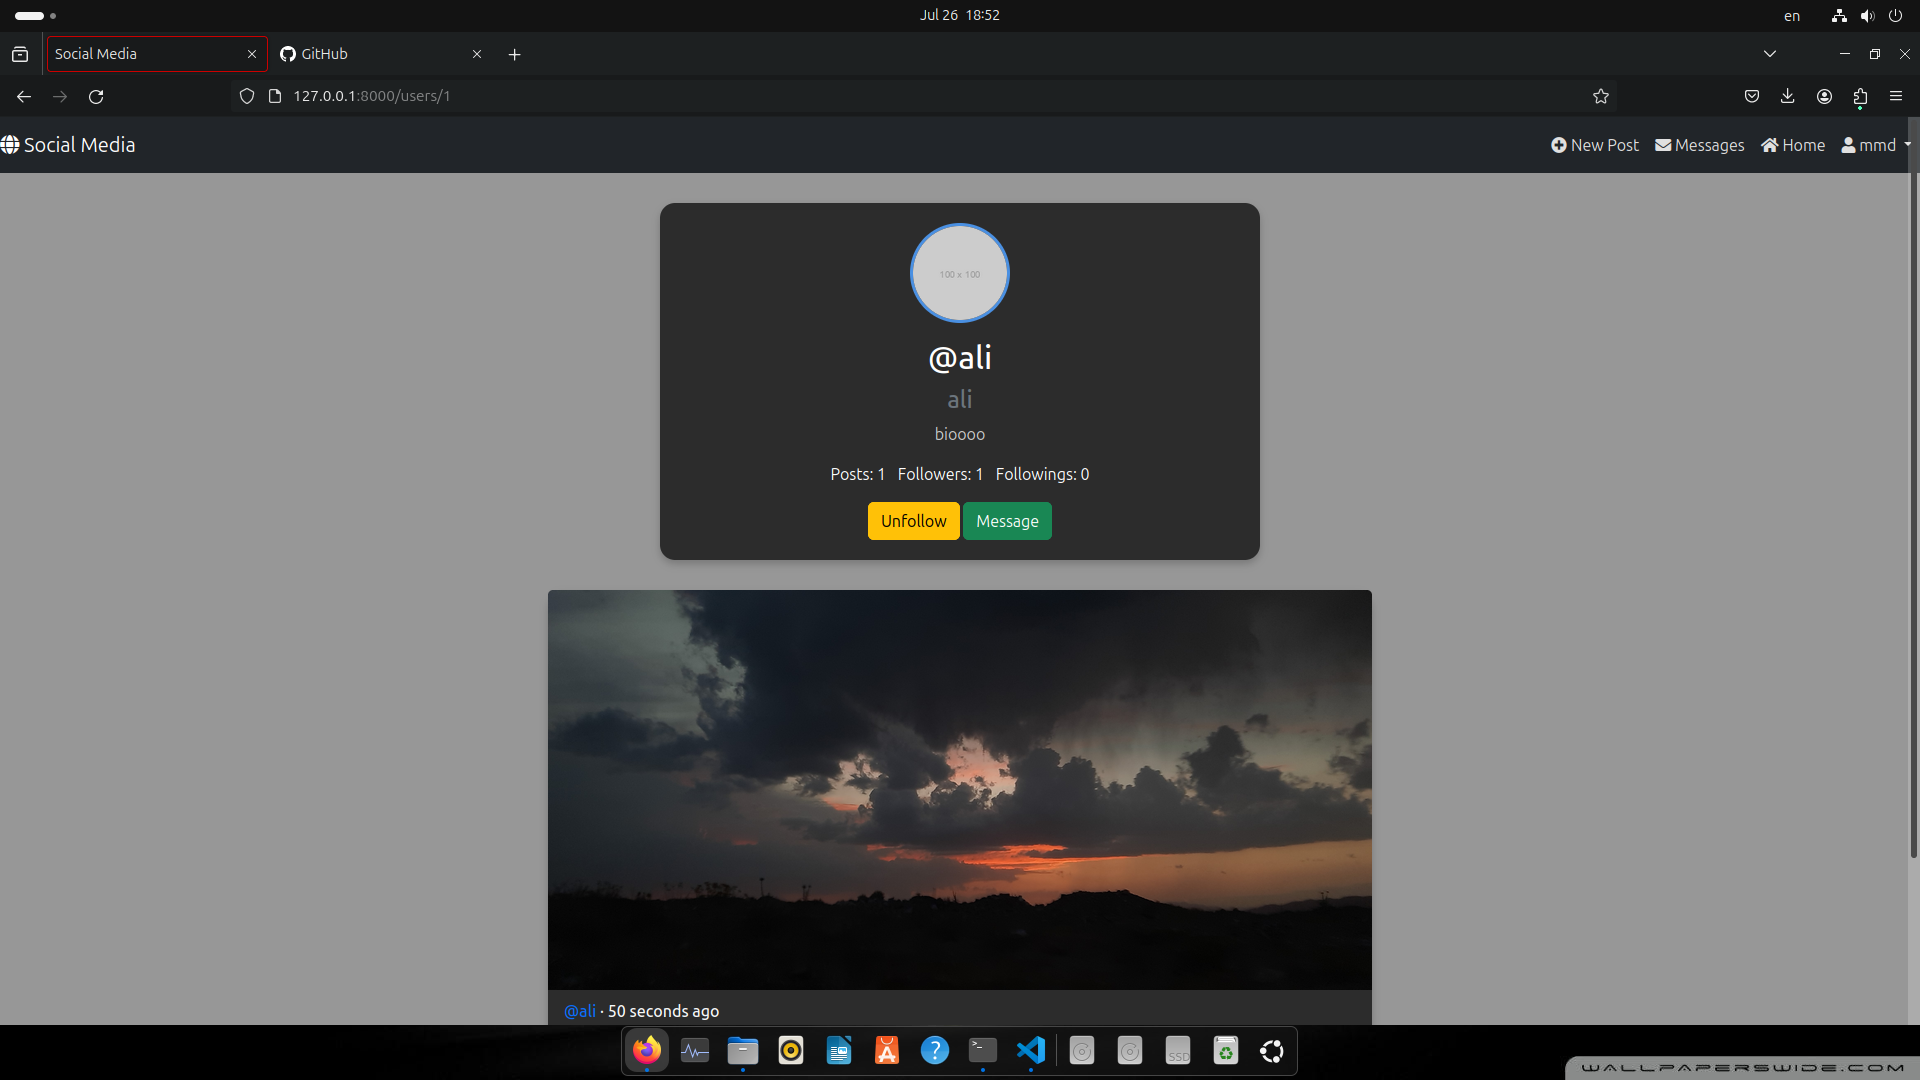 Jul 26 18:52
en
Social Media
GitHub
127.0.0.1:8000/users/1
Social Media
New Post
Messages
Home
mmd
100 x 100
@ali
ali
bioooo
Posts: 1 Followers: 1 Followings: 0
Unfollow
Message
@ali · 50 seconds ago
SSD
WALLPAPERSWIDE.COM